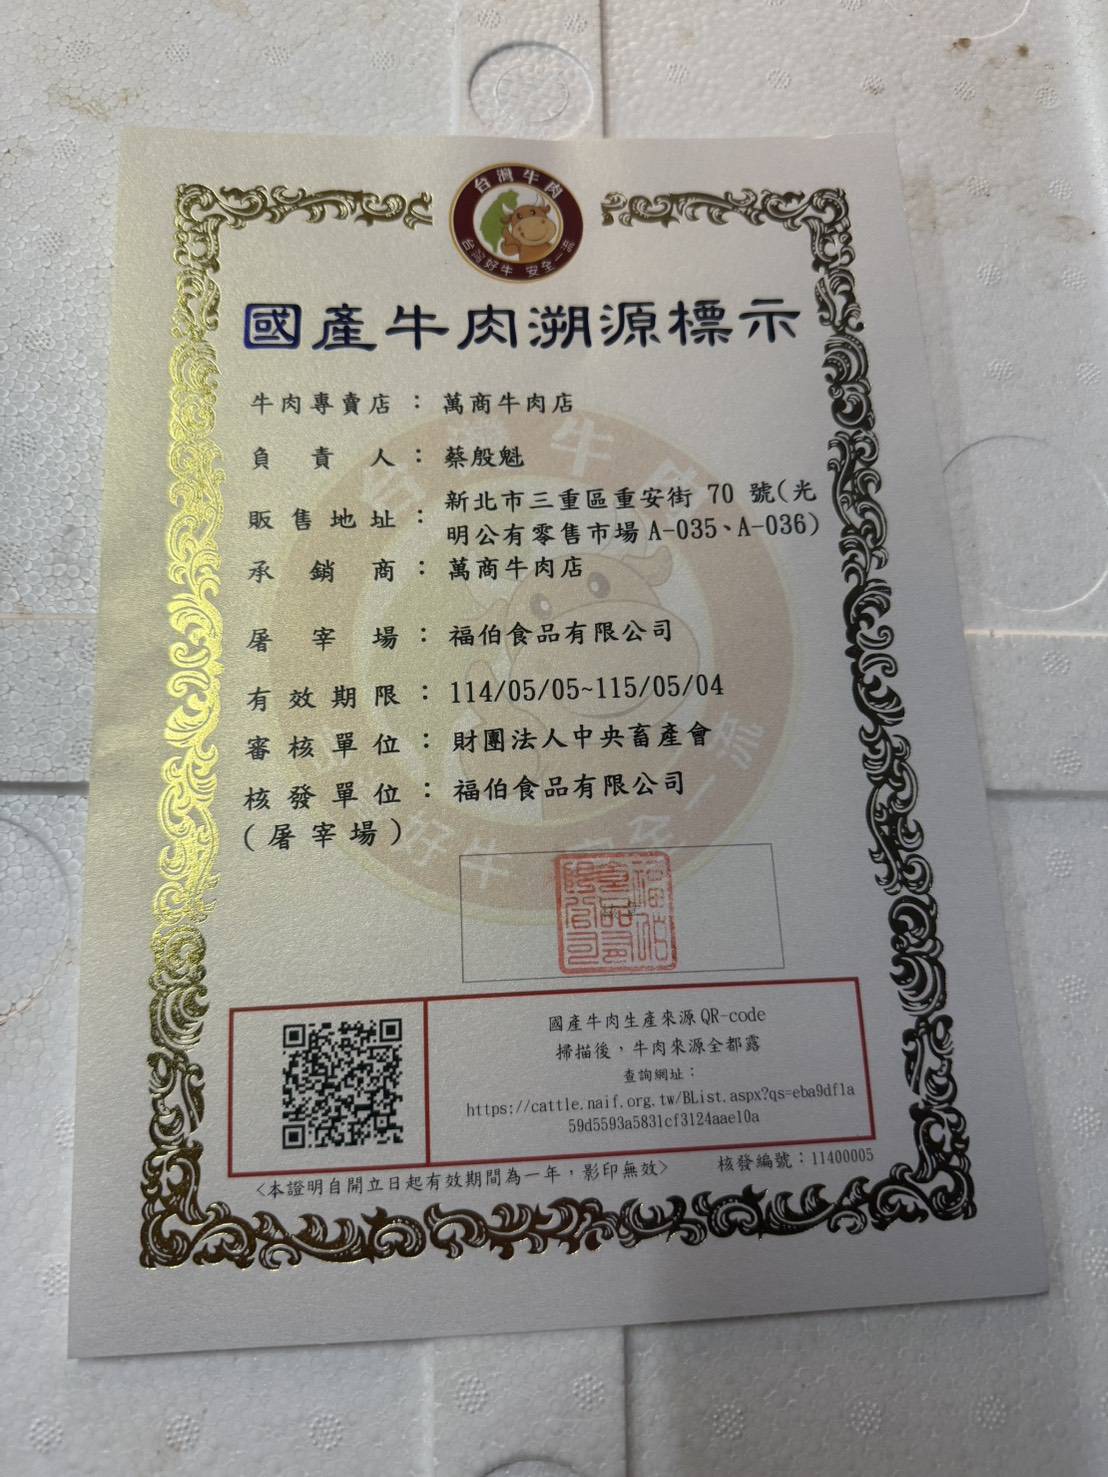 台灣牛肉
台灣好牛 安全一流
國產牛肉溯源標示
牛肉專賣店：萬商牛肉店
負責人：蔡殷魁
販售地址：新北市三重區重安街 70 號(光
明公有零售市場 A-035、A-036)
承銷商：萬商牛肉店
屠宰場：福伯食品有限公司
有效期限：114/05/05~115/05/04
審核單位：財團法人中央畜產會
核發單位：福伯食品有限公司
(屠宰場)
福伯食品有限公司
國產牛肉生產來源 QR-code
掃描後，牛肉來源全都露
查詢網址：
https://cattle.naif.org.tw/BList.aspx?qs=eba9df1a
59d5593a5831cf3124aae10a
<本證明自開立日起有效期間為一年，影印無效>
核發編號：11400005